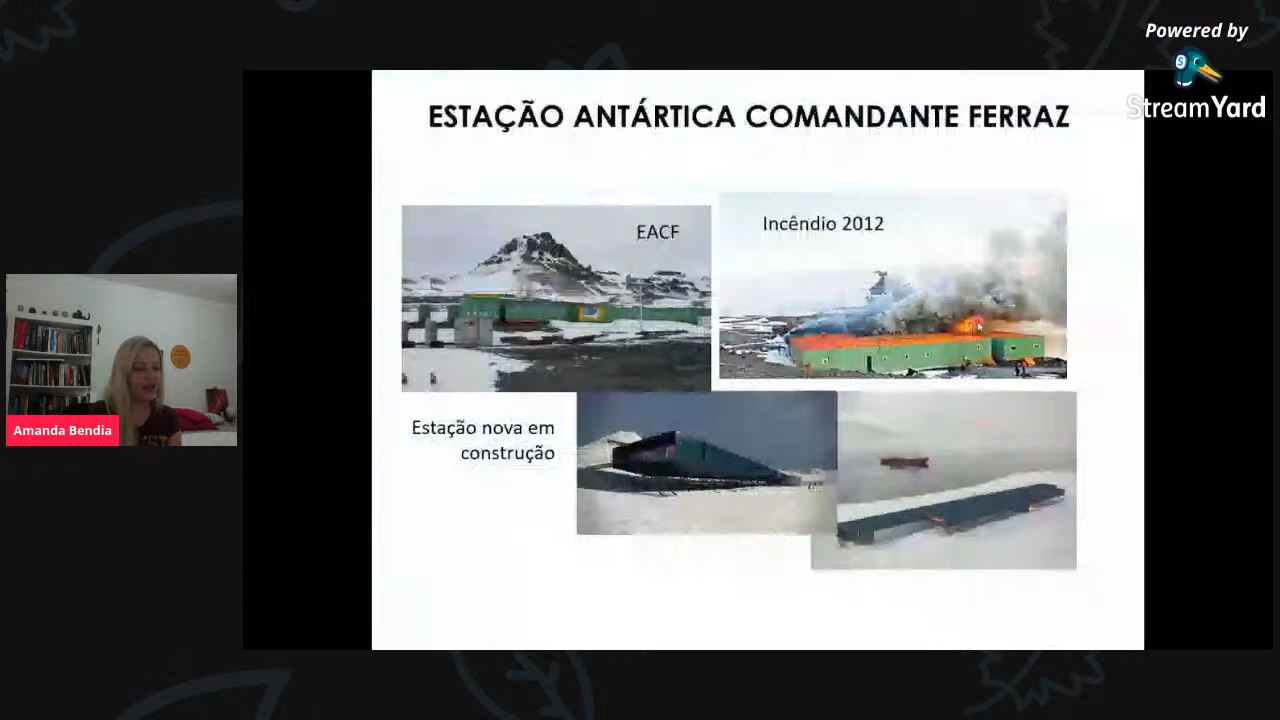 Powered by
StreamYard
ESTAÇÃO ANTÁRTICA COMANDANTE FERRAZ
EACF
Incêndio 2012
Estação nova em
construção
Amanda Bendia